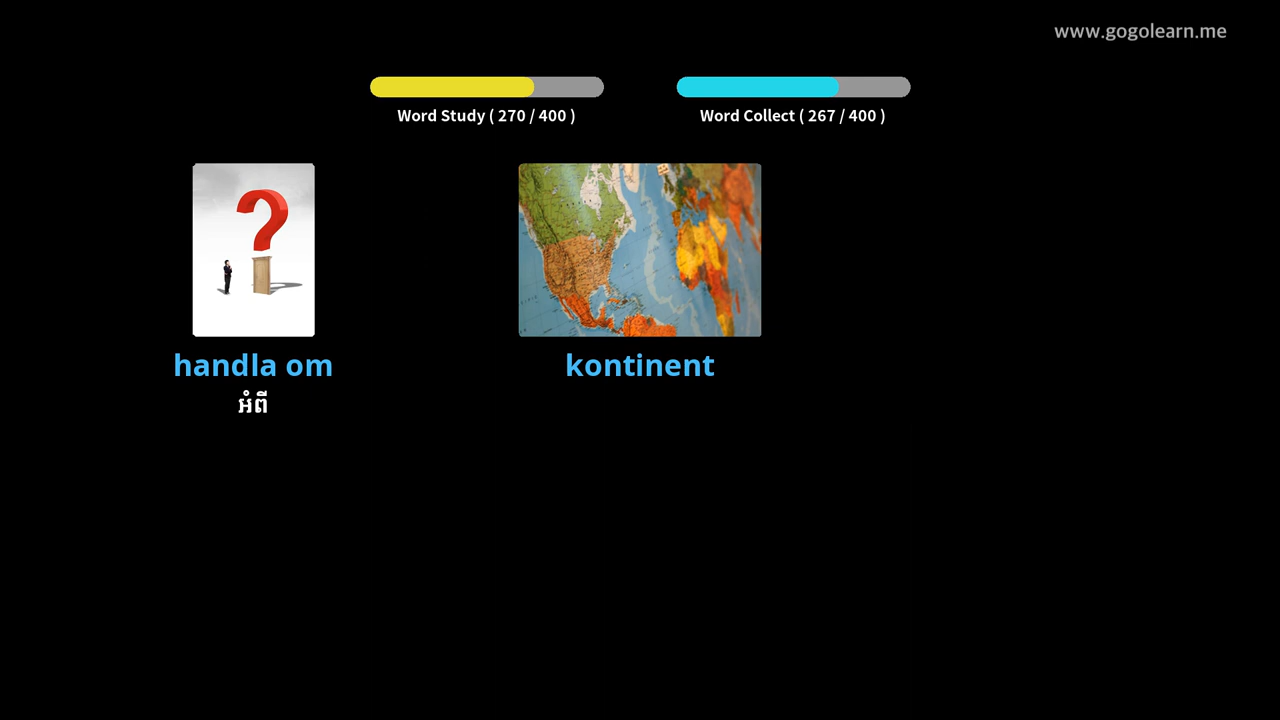 www.gogolearn.me
Word Study ( 270 / 400 )
Word Collect ( 267 / 400 )
handla om
kontinent
អំពី